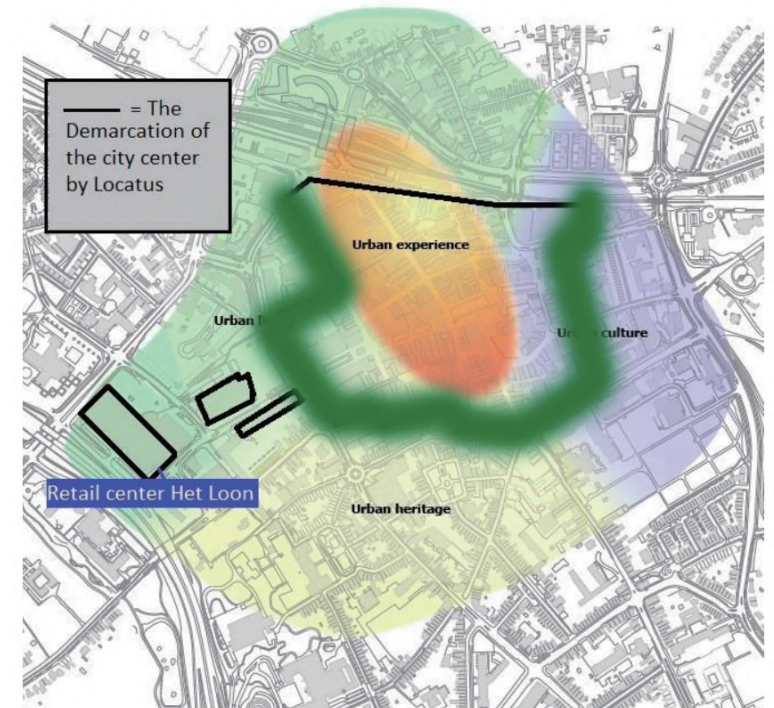 = The
Demarcation of
the city center
by Locatus
Urban experience
Urban
culture
Retail center Het Loon
Urban heritage